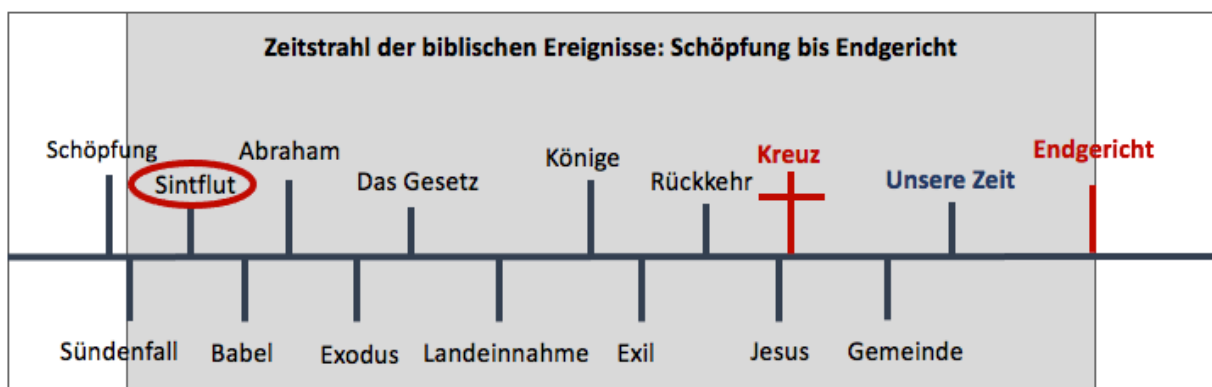 Zeitstrahl der biblischen Ereignisse: Schöpfung bis Endgericht
Schöpfung
Sintflut
Abraham
Das Gesetz
Könige
Rückkehr
Kreuz
Unsere Zeit
Endgericht
Sündenfall
Babel
Exodus
Landeinnahme
Exil
Jesus
Gemeinde